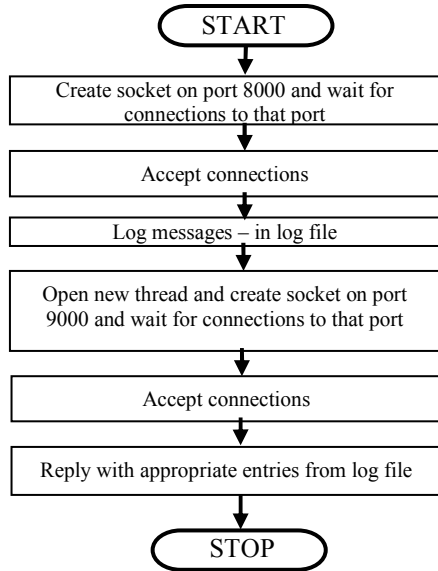 START
Create socket on port 8000 and wait for
connections to that port
Accept connections
Log messages – in log file
Open new thread and create socket on port
9000 and wait for connections to that port
Accept connections
Reply with appropriate entries from log file
STOP